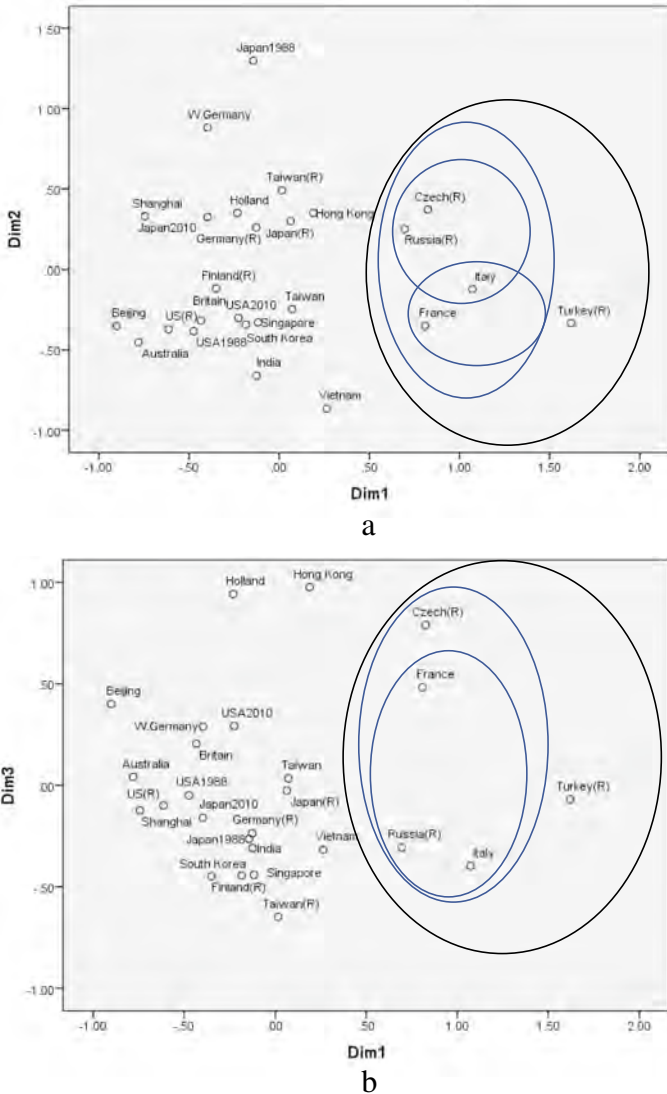 1.50
Japan1988
1.00
W.Germany
Taiwan(R)
.50
Shanghai
Holland
Czech(R)
Hong Kong
Japan2010
Germany(R)
Japan(R)
Russia(R)
Dim2
.00
Finland(R)
Italy
Britain
USA2010
Taiwan
Beijing
US(R)
Singapore
France
Turkey(R)
-.50
Australia
USA1988
South Korea
India
Vietnam
-1.00
-1.00 -.50 .00 .50 1.00 1.50 2.00
Dim1
a
1.00
Holland
Hong Kong
Czech(R)
.50
Beijing
France
W.Germany
USA2010
Britain
Australia
Taiwan
Dim3
.00
US(R)
USA1988
Japan2010
Japan(R)
Turkey(R)
Shanghai
Germany(R)
Japan1988
India
Vietnam
Russia(R)
Italy
South Korea
Singapore
-.50
Finland(R)
Taiwan(R)
-1.00
-1.00 -.50 .00 .50 1.00 1.50 2.00
Dim1
b